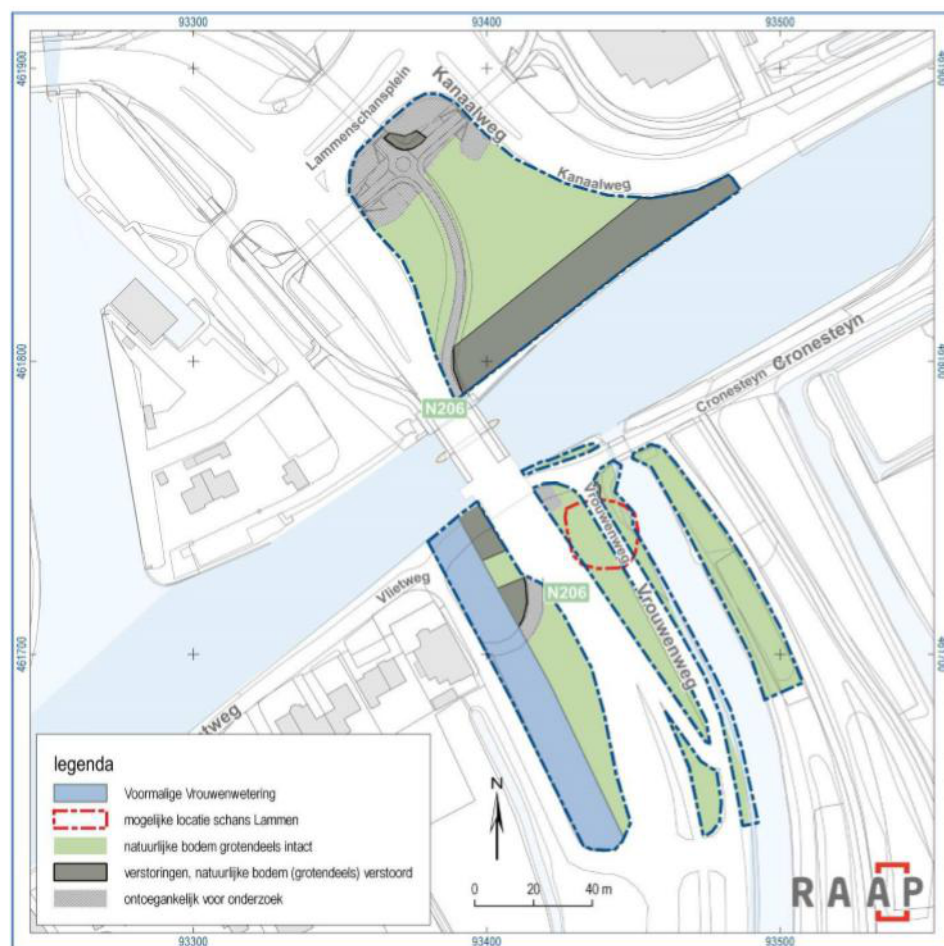 93300 93400 93500
461900 461900
Lammenschansplein
Kanaalweg
Kanaalweg
461800 461800
Cronesteyn
Cronesteyn
N206
Vrouwenweg
Vlietweg
N206
Vrouwenweg
461700 461700
etweg
legenda
Voormalige Vrouwenwetering
mogelijke locatie schans Lammen
natuurlijke bodem grotendeels intact
verstoringen, natuurlijke bodem (grotendeels) verstoord
ontoegankelijk voor onderzoek
N
0 20 40 m
RAAP
93300 93400 93500